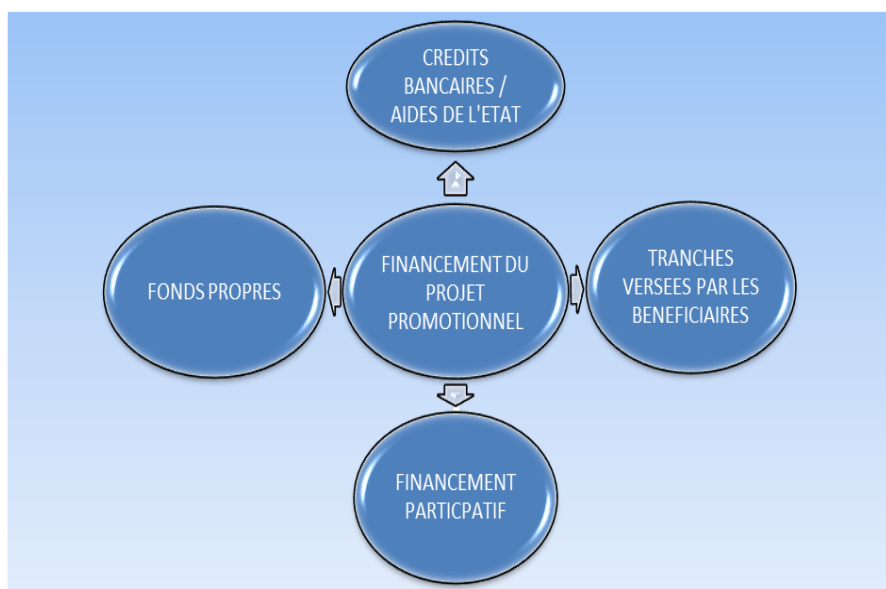 CREDITS
BANCAIRES /
AIDES DE L'ETAT
FONDS PROPRES
FINANCEMENT DU
PROJET
PROMOTIONNEL
TRANCHES
VERSEES PAR LES
BENEFICIAIRES
FINANCEMENT
PARTICPATIF